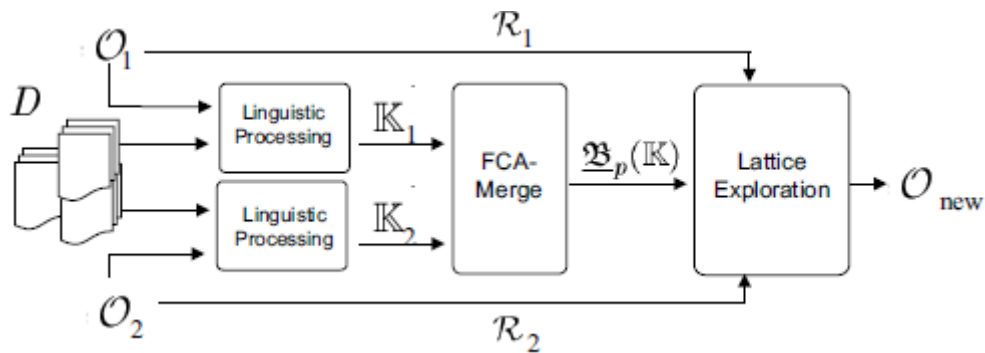 ℛ₁
𝒪₁
D
Linguistic
Processing
𝕂₁
FCA-
Merge
𝔅̲ₚ(𝕂)
Lattice
Exploration
𝒪 new
Linguistic
Processing
𝕂₂
𝒪₂
ℛ₂